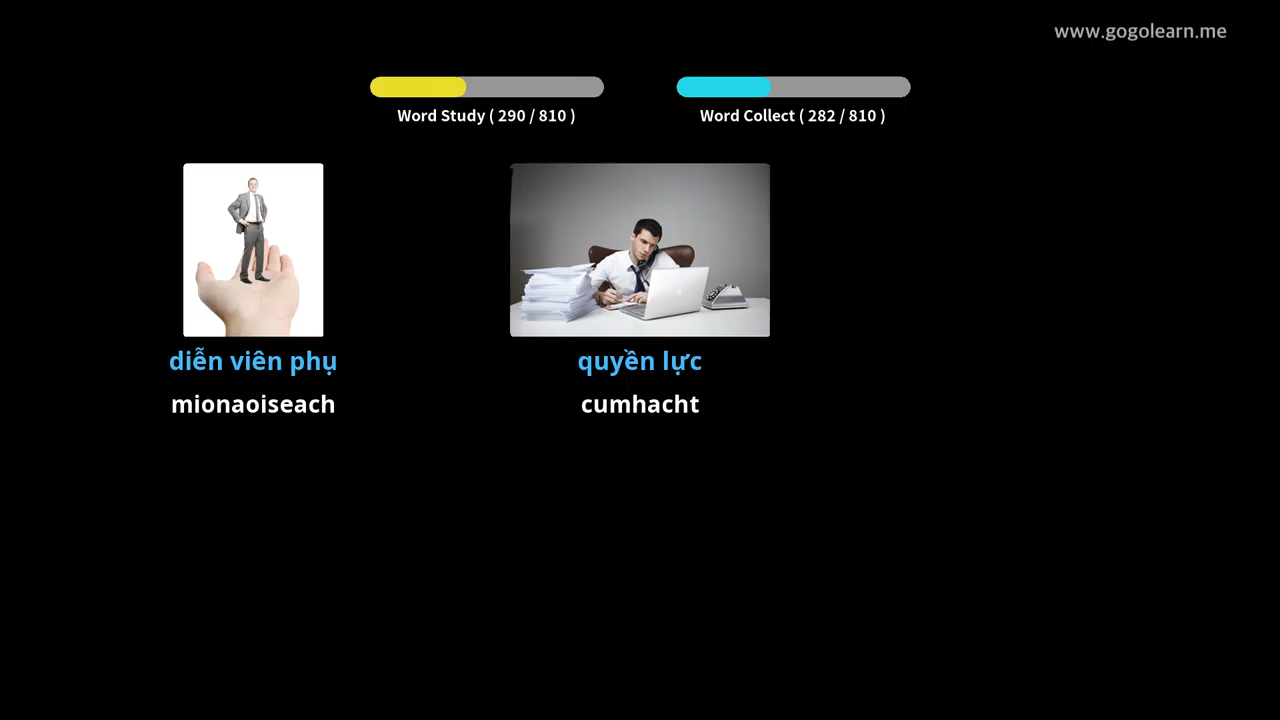 www.gogolearn.me
Word Study ( 290 / 810 )
Word Collect ( 282 / 810 )
diễn viên phụ
mionaoiseach
quyền lực
cumhacht